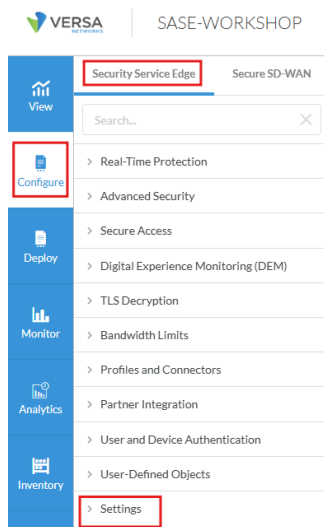 VERSA
NETWORKS
SASE-WORKSHOP
View
Configure
Deploy
Monitor
Analytics
Inventory
Security Service Edge
Secure SD-WAN
Search...
Real-Time Protection
Advanced Security
Secure Access
Digital Experience Monitoring (DEM)
TLS Decryption
Bandwidth Limits
Profiles and Connectors
Partner Integration
User and Device Authentication
User-Defined Objects
Settings